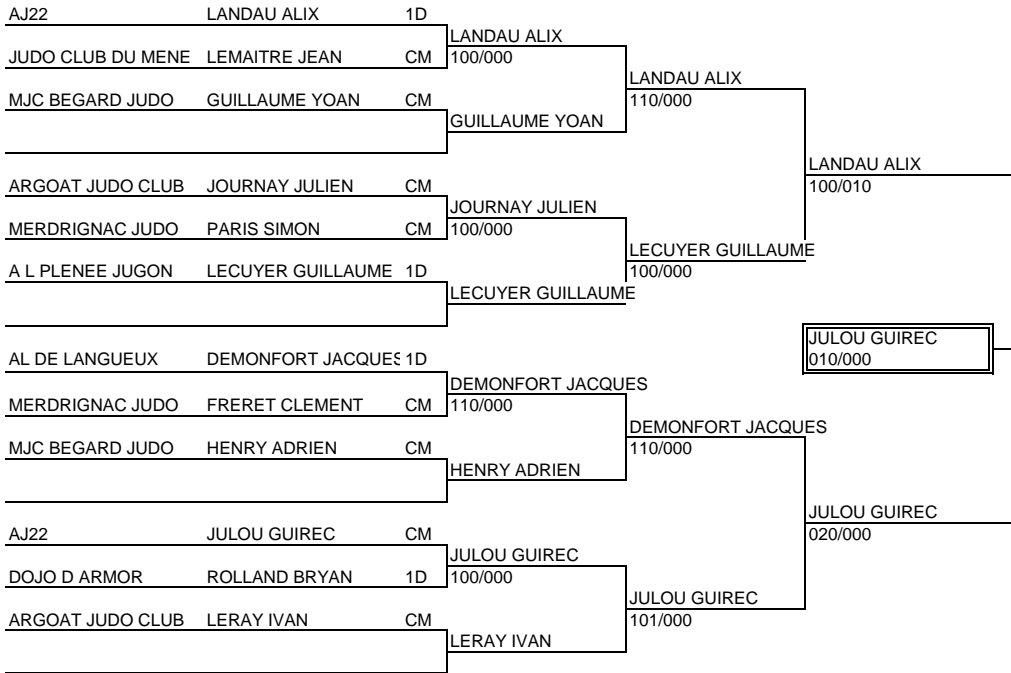 AJ22 LANDAU ALIX 1D
LANDAU ALIX
JUDO CLUB DU MENE LEMAITRE JEAN CM 100/000
LANDAU ALIX
MJC BEGARD JUDO GUILLAUME YOAN CM 110/000
GUILLAUME YOAN
LANDAU ALIX
ARGOAT JUDO CLUB JOURNAY JULIEN CM 100/010
JOURNAY JULIEN
MERDRIGNAC JUDO PARIS SIMON CM 100/000
LECUYER GUILLAUME
A L PLENEE JUGON LECUYER GUILLAUME 1D 100/000
LECUYER GUILLAUME
JULOU GUIREC
AL DE LANGUEUX DEMONFORT JACQUES 1D 010/000
DEMONFORT JACQUES
MERDRIGNAC JUDO FRERET CLEMENT CM 110/000
DEMONFORT JACQUES
MJC BEGARD JUDO HENRY ADRIEN CM 110/000
HENRY ADRIEN
JULOU GUIREC
AJ22 JULOU GUIREC CM 020/000
JULOU GUIREC
DOJO D ARMOR ROLLAND BRYAN 1D 100/000
JULOU GUIREC
ARGOAT JUDO CLUB LERAY IVAN CM 101/000
LERAY IVAN